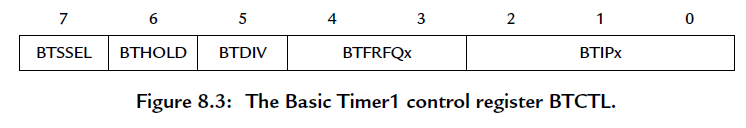 7 6 5 4 3 2 1 0
BTSSEL BTHOLD BTDIV BTFRFQx BTIPx
Figure 8.3: The Basic Timer1 control register BTCTL.